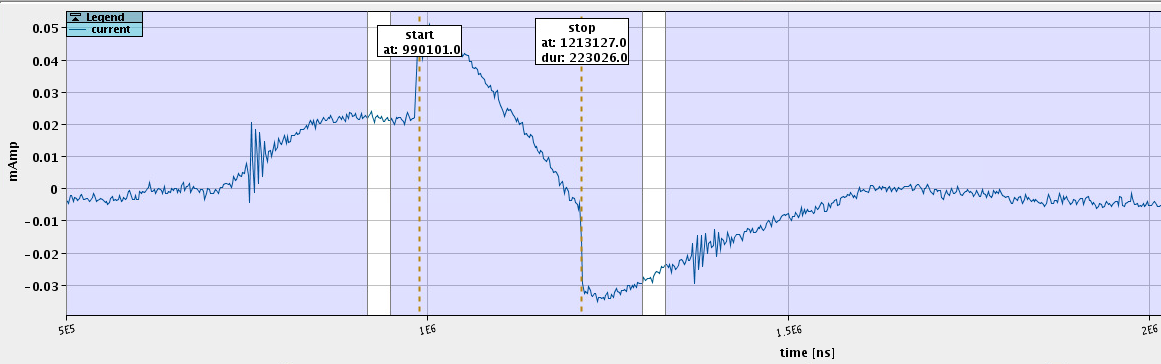 Legend
current
0.05
0.04
0.03
0.02
0.01
0
-0.01
-0.02
-0.03
mAmp
start
at: 990101.0
stop
at: 1213127.0
dur: 223026.0
5E5
1E6
1.5E6
2E6
time [ns]